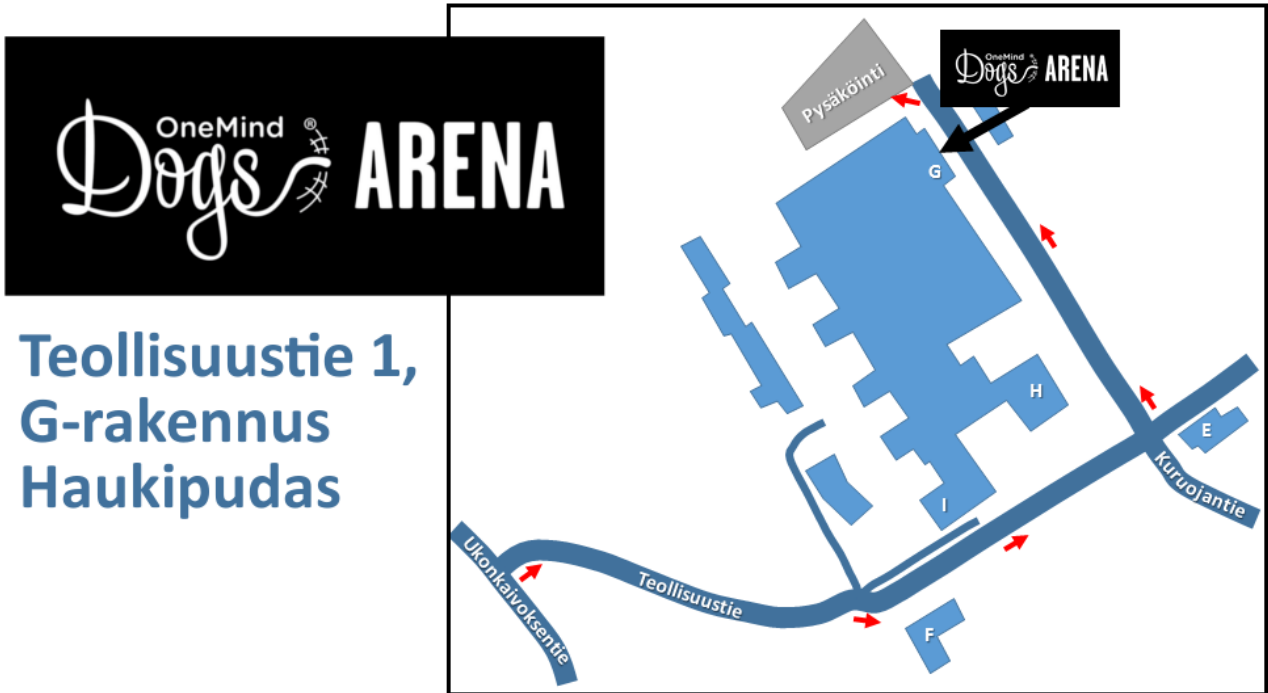 OneMind ®
Dogs ARENA
Teollisuustie 1,
G-rakennus
Haukipudas
OneMind
Dogs ARENA
Pysäköinti
G
H
E
I
Kuruojantie
Ukonkaivoksentie
Teollisuustie
F